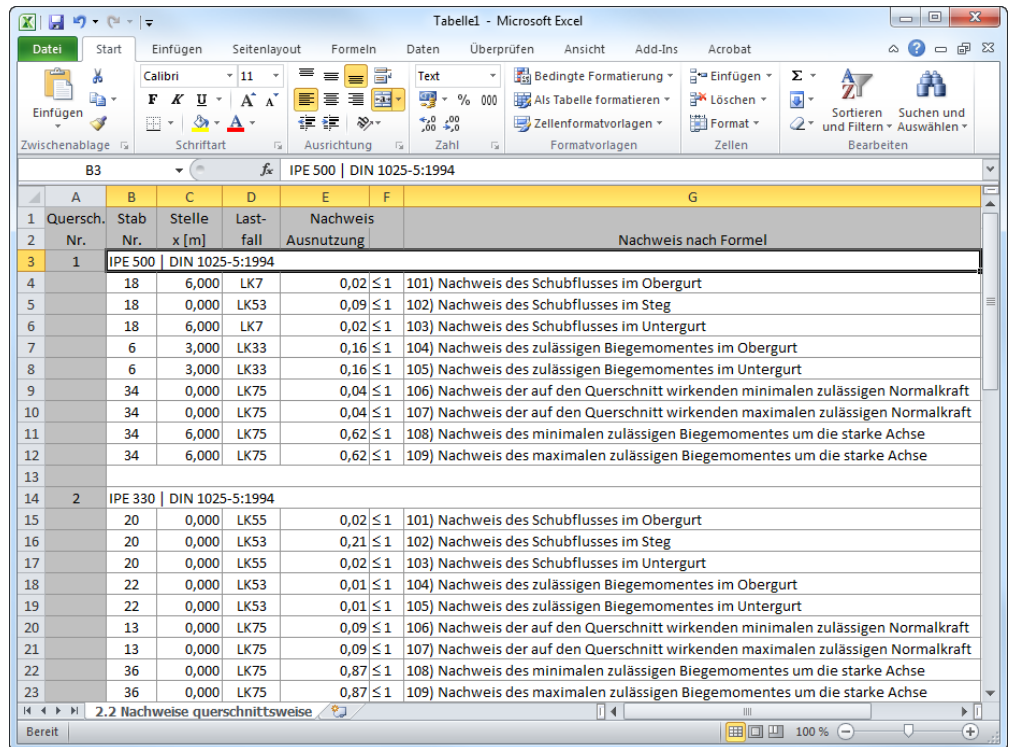 Tabelle1 - Microsoft Excel
Datei Start Einfügen Seitenlayout Formeln Daten Überprüfen Ansicht Add-Ins Acrobat
Calibri 11 Text Bedingte Formatierung Einfügen Σ
Einfügen F K U A A % 000 Als Tabelle formatieren Löschen Sortieren und Filtern Suchen und Auswählen
A ,00 ,00 Zellenformatvorlagen Format
Zwischenablage Schriftart Ausrichtung Zahl Formatvorlagen Zellen Bearbeiten
B3 fx IPE 500 | DIN 1025-5:1994
A B C D E F G
1 Quersch. Stab Stelle Last- Nachweis
2 Nr. Nr. x [m] fall Ausnutzung Nachweis nach Formel
3 1 IPE 500 | DIN 1025-5:1994
4 18 6,000 LK7 0,02 ≤ 1 101) Nachweis des Schubflusses im Obergurt
5 18 0,000 LK53 0,09 ≤ 1 102) Nachweis des Schubflusses im Steg
6 18 6,000 LK7 0,02 ≤ 1 103) Nachweis des Schubflusses im Untergurt
7 6 3,000 LK33 0,16 ≤ 1 104) Nachweis des zulässigen Biegemomentes im Obergurt
8 6 3,000 LK33 0,16 ≤ 1 105) Nachweis des zulässigen Biegemomentes im Untergurt
9 34 0,000 LK75 0,04 ≤ 1 106) Nachweis der auf den Querschnitt wirkenden minimalen zulässigen Normalkraft
10 34 0,000 LK75 0,04 ≤ 1 107) Nachweis der auf den Querschnitt wirkenden maximalen zulässigen Normalkraft
11 34 6,000 LK75 0,62 ≤ 1 108) Nachweis des minimalen zulässigen Biegemomentes um die starke Achse
12 34 6,000 LK75 0,62 ≤ 1 109) Nachweis des maximalen zulässigen Biegemomentes um die starke Achse
13
14 2 IPE 330 | DIN 1025-5:1994
15 20 0,000 LK55 0,02 ≤ 1 101) Nachweis des Schubflusses im Obergurt
16 20 0,000 LK53 0,21 ≤ 1 102) Nachweis des Schubflusses im Steg
17 20 0,000 LK55 0,02 ≤ 1 103) Nachweis des Schubflusses im Untergurt
18 22 0,000 LK53 0,01 ≤ 1 104) Nachweis des zulässigen Biegemomentes im Obergurt
19 22 0,000 LK53 0,01 ≤ 1 105) Nachweis des zulässigen Biegemomentes im Untergurt
20 13 0,000 LK75 0,09 ≤ 1 106) Nachweis der auf den Querschnitt wirkenden minimalen zulässigen Normalkraft
21 13 0,000 LK75 0,09 ≤ 1 107) Nachweis der auf den Querschnitt wirkenden maximalen zulässigen Normalkraft
22 36 0,000 LK75 0,87 ≤ 1 108) Nachweis des minimalen zulässigen Biegemomentes um die starke Achse
23 36 0,000 LK75 0,87 ≤ 1 109) Nachweis des maximalen zulässigen Biegemomentes um die starke Achse
2.2 Nachweise querschnittsweise
Bereit 100 %